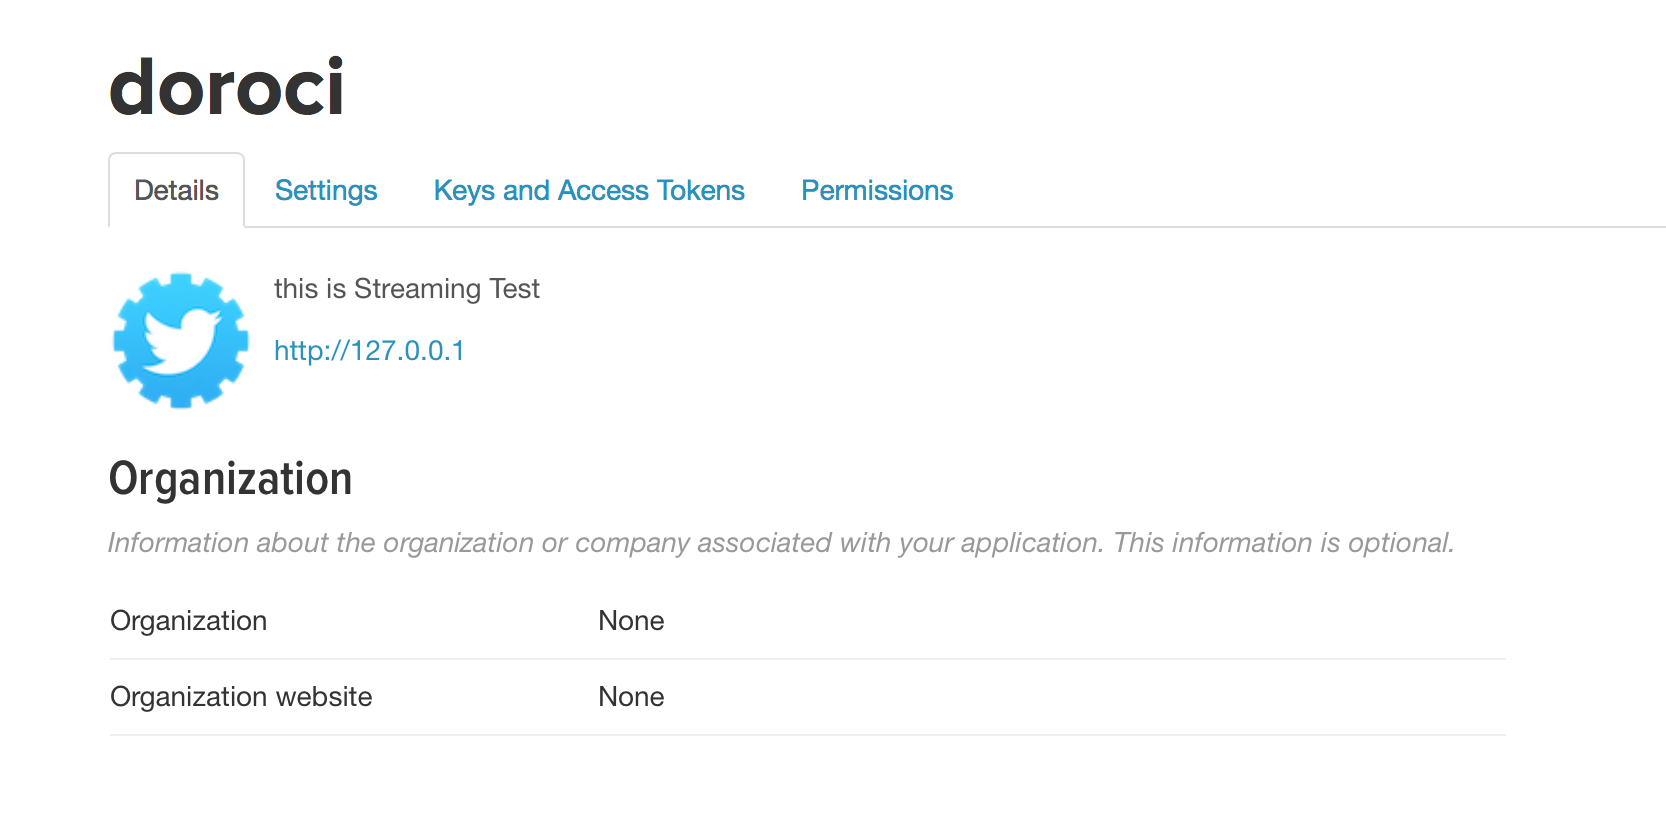 doroci
Details Settings Keys and Access Tokens Permissions
this is Streaming Test
http://127.0.0.1
Organization
Information about the organization or company associated with your application. This information is optional.
Organization None
Organization website None